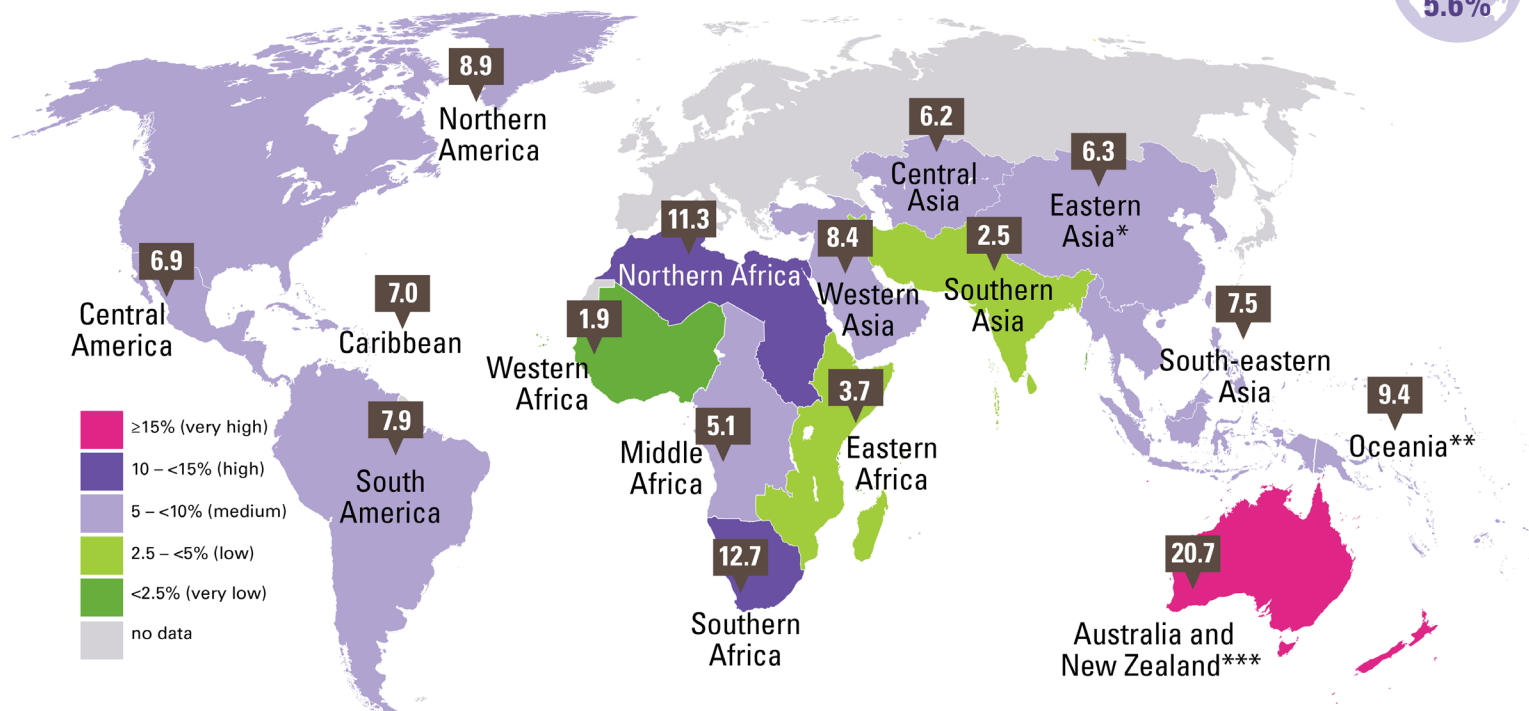 5.6%
8.9
Northern
America
6.2
Central
Asia
6.3
Eastern
Asia*
11.3
Northern Africa
8.4
Western
Asia
2.5
Southern
Asia
6.9
Central
America
7.0
Caribbean
1.9
Western
Africa
7.5
South-eastern
Asia
3.7
Eastern
Africa
9.4
Oceania**
7.9
South
America
5.1
Middle
Africa
≥15% (very high)
10 – <15% (high)
5 – <10% (medium)
2.5 – <5% (low)
<2.5% (very low)
no data
12.7
Southern
Africa
20.7
Australia and
New Zealand***